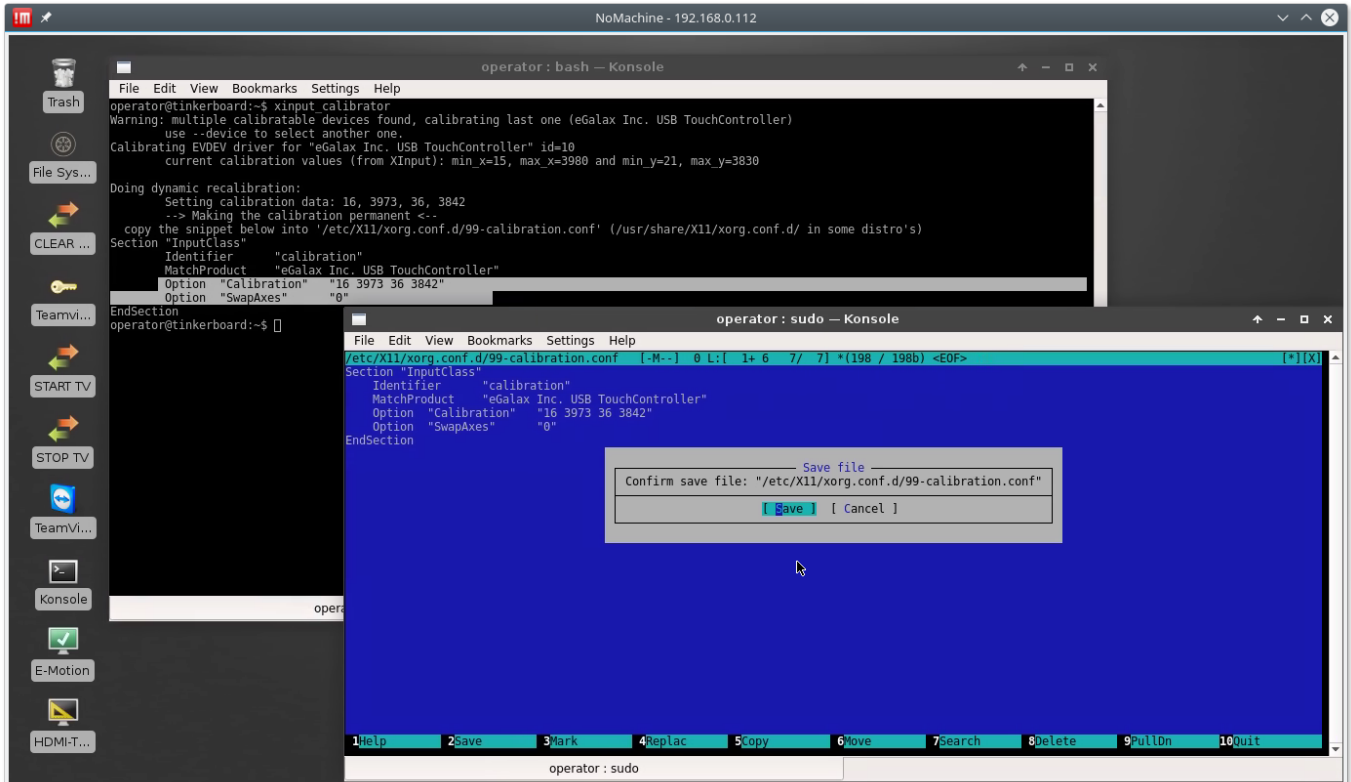 NoMachine - 192.168.0.112
Trash
File Sys...
CLEAR ...
Teamvi...
START TV
STOP TV
TeamVi...
Konsole
E-Motion
HDMI-T...
operator : bash — Konsole
File Edit View Bookmarks Settings Help
operator@tinkerboard:~$ xinput_calibrator
Warning: multiple calibratable devices found, calibrating last one (eGalax Inc. USB TouchController)
use --device to select another one.
Calibrating EVDEV driver for "eGalax Inc. USB TouchController" id=10
current calibration values (from XInput): min_x=15, max_x=3980 and min_y=21, max_y=3830
Doing dynamic recalibration:
Setting calibration data: 16, 3973, 36, 3842
--> Making the calibration permanent <--
copy the snippet below into '/etc/X11/xorg.conf.d/99-calibration.conf' (/usr/share/X11/xorg.conf.d/ in some distro's)
Section "InputClass"
Identifier "calibration"
MatchProduct "eGalax Inc. USB TouchController"
Option "Calibration" "16 3973 36 3842"
Option "SwapAxes" "0"
EndSection
operator@tinkerboard:~$
opera
operator : sudo — Konsole
File Edit View Bookmarks Settings Help
/etc/X11/xorg.conf.d/99-calibration.conf [-M--] 0 L:[ 1+ 6 7/ 7] *(198 / 198b) <EOF> [*][X]
Section "InputClass"
Identifier "calibration"
MatchProduct "eGalax Inc. USB TouchController"
Option "Calibration" "16 3973 36 3842"
Option "SwapAxes" "0"
EndSection
Save file
Confirm save file: "/etc/X11/xorg.conf.d/99-calibration.conf"
[ Save ] [ Cancel ]
1Help 2Save 3Mark 4Replac 5Copy 6Move 7Search 8Delete 9PullDn 10Quit
operator : sudo